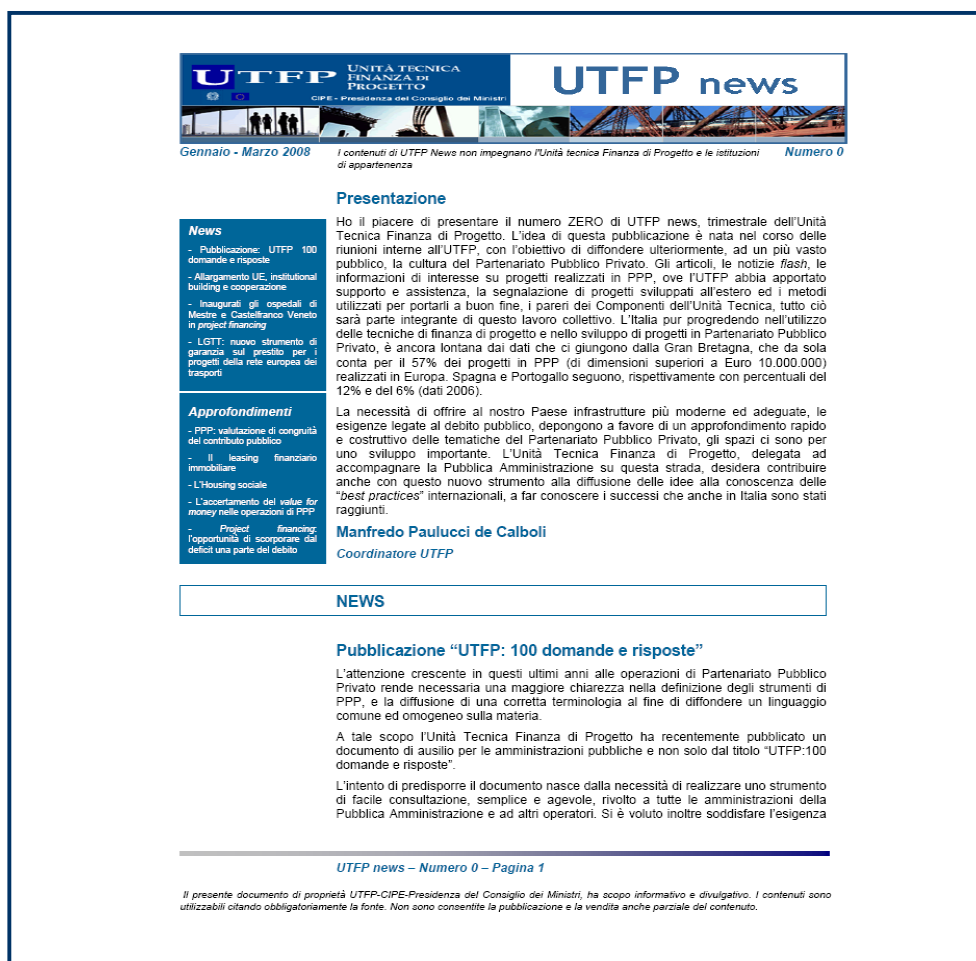 UTFP UNITÀ TECNICA
FINANZA DI
PROGETTO
CIPE - Presidenza del Consiglio dei Ministri
UTFP news
Gennaio - Marzo 2008
I contenuti di UTFP News non impegnano l'Unità tecnica Finanza di Progetto e le istituzioni
di appartenenza
Numero 0
News
- Pubblicazione: UTFP 100
domande e risposte
- Allargamento UE, institutional
building e cooperazione
- Inaugurati gli ospedali di
Mestre e Castelfranco Veneto
in project financing
- LGTT: nuovo strumento di
garanzia sul prestito per i
progetti della rete europea dei
trasporti
Approfondimenti
- PPP: valutazione di congruità
del contributo pubblico
- Il leasing finanziario
immobiliare
- L'Housing sociale
- L'accertamento del value for
money nelle operazioni di PPP
- Project financing:
l'opportunità di scorporare dal
deficit una parte del debito
Presentazione
Ho il piacere di presentare il numero ZERO di UTFP news, trimestrale dell'Unità
Tecnica Finanza di Progetto. L'idea di questa pubblicazione è nata nel corso delle
riunioni interne all'UTFP, con l'obiettivo di diffondere ulteriormente, ad un più vasto
pubblico, la cultura del Partenariato Pubblico Privato. Gli articoli, le notizie flash, le
informazioni di interesse su progetti realizzati in PPP, ove l'UTFP abbia apportato
supporto e assistenza, la segnalazione di progetti sviluppati all'estero ed i metodi
utilizzati per portarli a buon fine, i pareri dei Componenti dell'Unità Tecnica, tutto ciò
sarà parte integrante di questo lavoro collettivo. L'Italia pur progredendo nell'utilizzo
delle tecniche di finanza di progetto e nello sviluppo di progetti in Partenariato Pubblico
Privato, è ancora lontana dai dati che ci giungono dalla Gran Bretagna, che da sola
conta per il 57% dei progetti in PPP (di dimensioni superiori a Euro 10.000.000)
realizzati in Europa. Spagna e Portogallo seguono, rispettivamente con percentuali del
12% e del 6% (dati 2006).
La necessità di offrire al nostro Paese infrastrutture più moderne ed adeguate, le
esigenze legate al debito pubblico, depongono a favore di un approfondimento rapido
e costruttivo delle tematiche del Partenariato Pubblico Privato, gli spazi ci sono per
uno sviluppo importante. L'Unità Tecnica Finanza di Progetto, delegata ad
accompagnare la Pubblica Amministrazione su questa strada, desidera contribuire
anche con questo nuovo strumento alla diffusione delle idee alla conoscenza delle
"best practices" internazionali, a far conoscere i successi che anche in Italia sono stati
raggiunti.
Manfredo Paulucci de Calboli
Coordinatore UTFP
NEWS
Pubblicazione "UTFP: 100 domande e risposte"
L'attenzione crescente in questi ultimi anni alle operazioni di Partenariato Pubblico
Privato rende necessaria una maggiore chiarezza nella definizione degli strumenti di
PPP, e la diffusione di una corretta terminologia al fine di diffondere un linguaggio
comune ed omogeneo sulla materia.
A tale scopo l'Unità Tecnica Finanza di Progetto ha recentemente pubblicato un
documento di ausilio per le amministrazioni pubbliche e non solo dal titolo "UTFP:100
domande e risposte".
L'intento di predisporre il documento nasce dalla necessità di realizzare uno strumento
di facile consultazione, semplice e agevole, rivolto a tutte le amministrazioni della
Pubblica Amministrazione e ad altri operatori. Si è voluto inoltre soddisfare l'esigenza
UTFP news – Numero 0 – Pagina 1
Il presente documento di proprietà UTFP-CIPE-Presidenza del Consiglio dei Ministri, ha scopo informativo e divulgativo. I contenuti sono
utilizzabili citando obbligatoriamente la fonte. Non sono consentite la pubblicazione e la vendita anche parziale del contenuto.